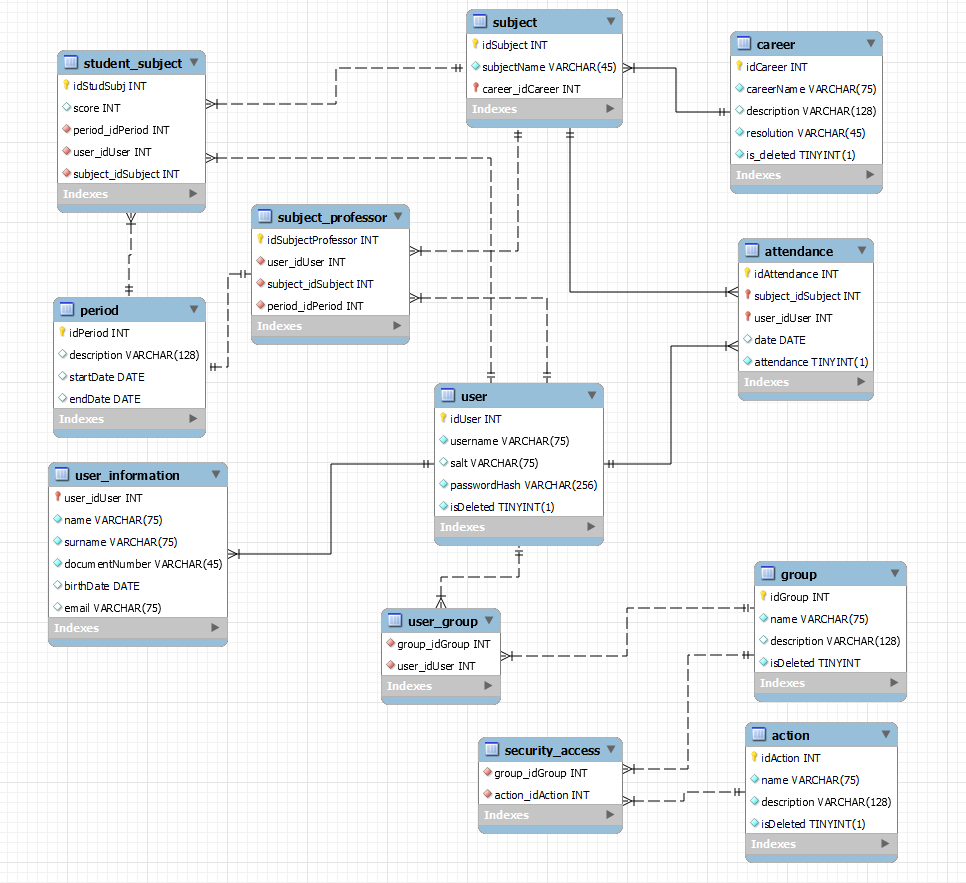 subject
idSubject INT
subjectName VARCHAR(45)
career_idCareer INT
Indexes
career
idCareer INT
careerName VARCHAR(75)
description VARCHAR(128)
resolution VARCHAR(45)
is_deleted TINYINT(1)
Indexes
student_subject
idStudSubj INT
score INT
period_idPeriod INT
user_idUser INT
subject_idSubject INT
Indexes
subject_professor
idSubjectProfessor INT
user_idUser INT
subject_idSubject INT
period_idPeriod INT
Indexes
attendance
idAttendance INT
subject_idSubject INT
user_idUser INT
date DATE
attendance TINYINT(1)
Indexes
period
idPeriod INT
description VARCHAR(128)
startDate DATE
endDate DATE
Indexes
user
idUser INT
username VARCHAR(75)
salt VARCHAR(75)
passwordHash VARCHAR(256)
isDeleted TINYINT(1)
Indexes
user_information
user_idUser INT
name VARCHAR(75)
surname VARCHAR(75)
documentNumber VARCHAR(45)
birthDate DATE
email VARCHAR(75)
Indexes
user_group
group_idGroup INT
user_idUser INT
Indexes
group
idGroup INT
name VARCHAR(75)
description VARCHAR(128)
isDeleted TINYINT
Indexes
security_access
group_idGroup INT
action_idAction INT
Indexes
action
idAction INT
name VARCHAR(75)
description VARCHAR(128)
isDeleted TINYINT(1)
Indexes